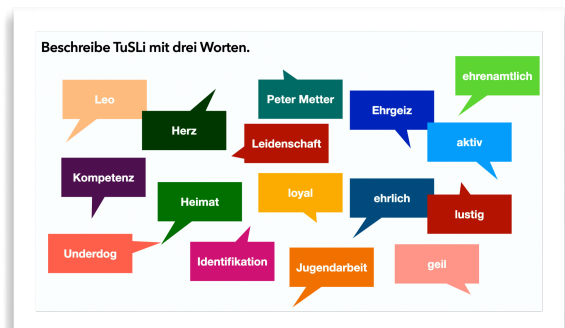 Beschreibe TuSLi mit drei Worten.
Leo
Herz
Peter Metter
Ehrgeiz
ehrenamtlich
Leidenschaft
aktiv
Kompetenz
Heimat
loyal
ehrlich
lustig
Underdog
Identifikation
Jugendarbeit
geil